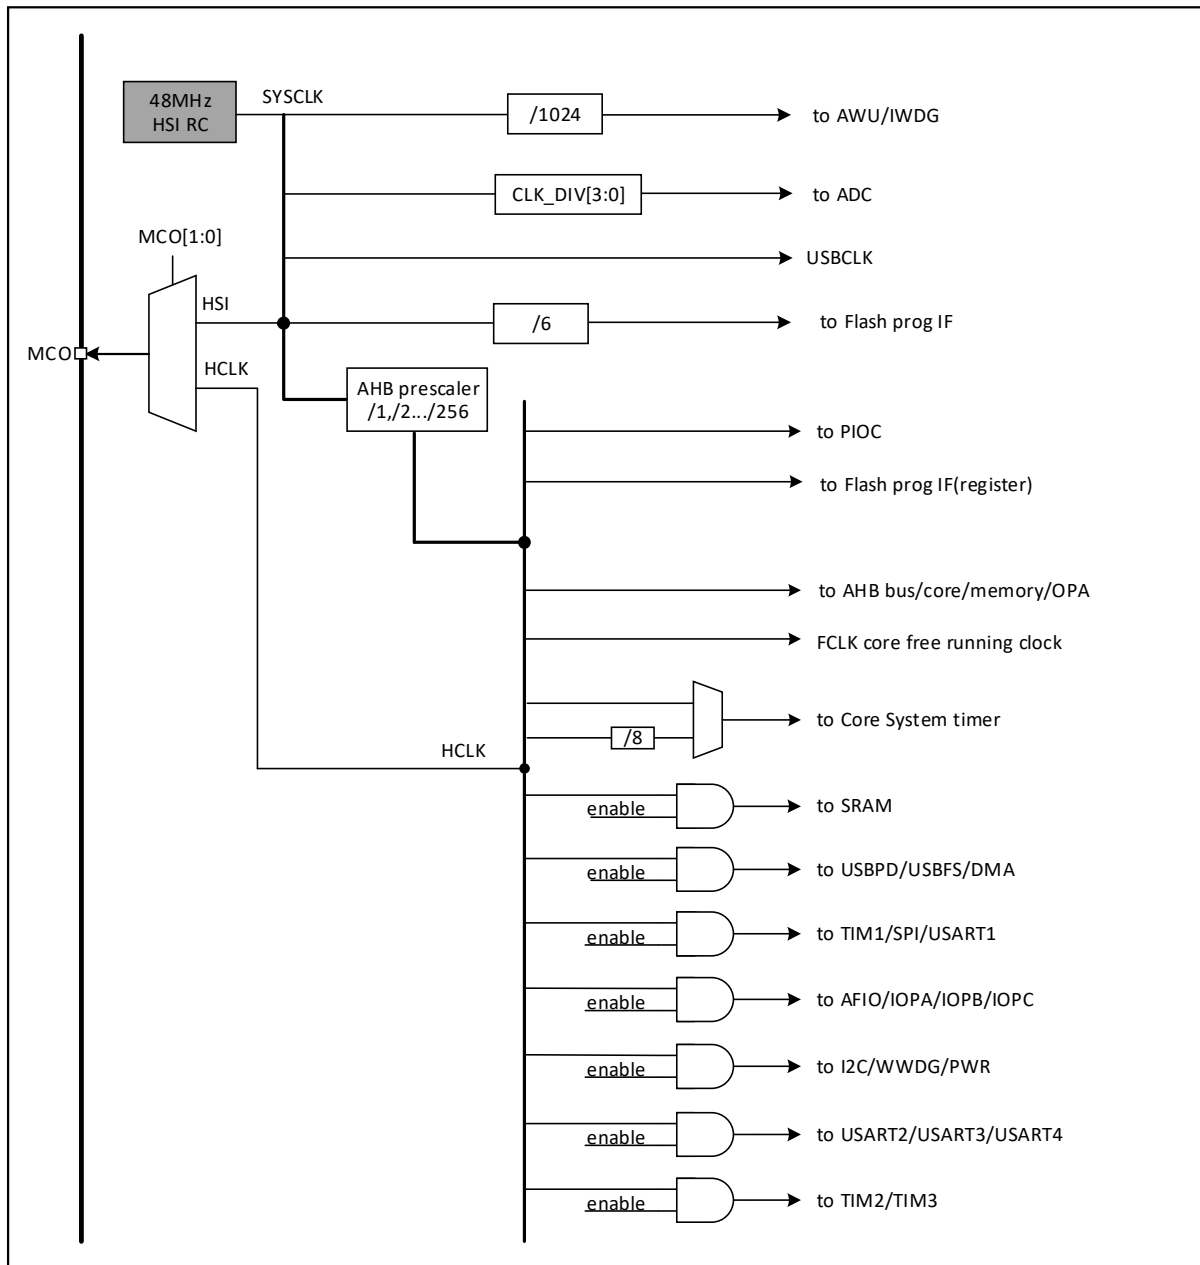 48MHz
HSI RC
SYSCLK
/1024
to AWU/IWDG
CLK_DIV[3:0]
to ADC
MCO[1:0]
USBCLK
HSI
/6
to Flash prog IF
MCO
HCLK
AHB prescaler
/1,/2.../256
to PIOC
to Flash prog IF(register)
to AHB bus/core/memory/OPA
FCLK core free running clock
to Core System timer
/8
HCLK
enable
to SRAM
enable
to USBPD/USBFS/DMA
enable
to TIM1/SPI/USART1
enable
to AFIO/IOPA/IOPB/IOPC
enable
to I2C/WWDG/PWR
enable
to USART2/USART3/USART4
enable
to TIM2/TIM3